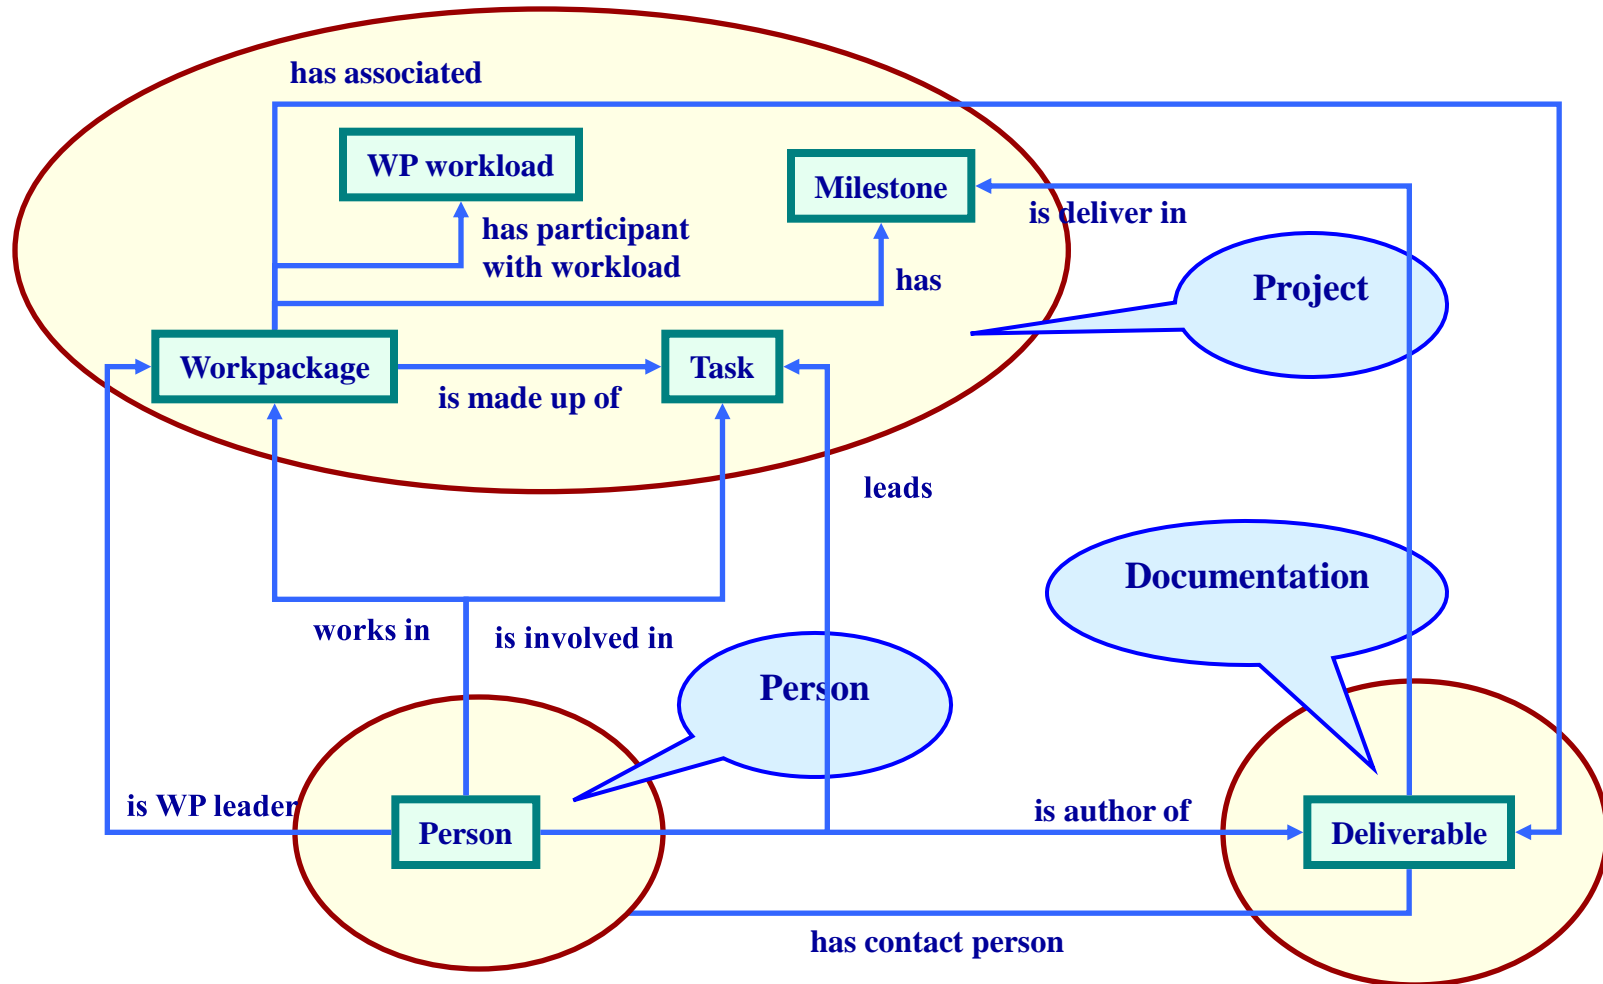 has associated
WP workload
Milestone
is deliver in
has participant
with workload
has
Project
Workpackage
Task
is made up of
leads
Documentation
works in
is involved in
Person
is WP leader
Person
is author of
Deliverable
has contact person